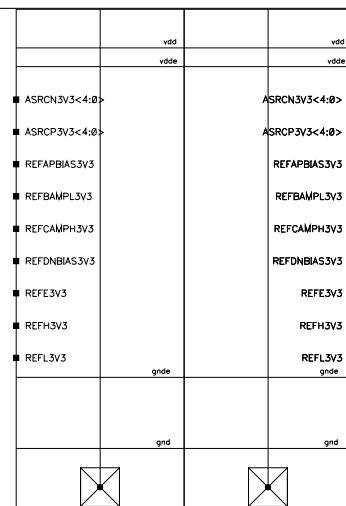 vdd vdd
vdde vdde
ASRCN3V3<4:0> ASRCN3V3<4:0>
ASRCP3V3<4:0> ASRCP3V3<4:0>
REFAPBIAS3V3 REFAPBIAS3V3
REFBAMPL3V3 REFBAMPL3V3
REFCAMPH3V3 REFCAMPH3V3
REFDNBIAS3V3 REFDNBIAS3V3
REFE3V3 REFE3V3
REFH3V3 REFH3V3
REFL3V3 REFL3V3
gnde gnde
gnd gnd